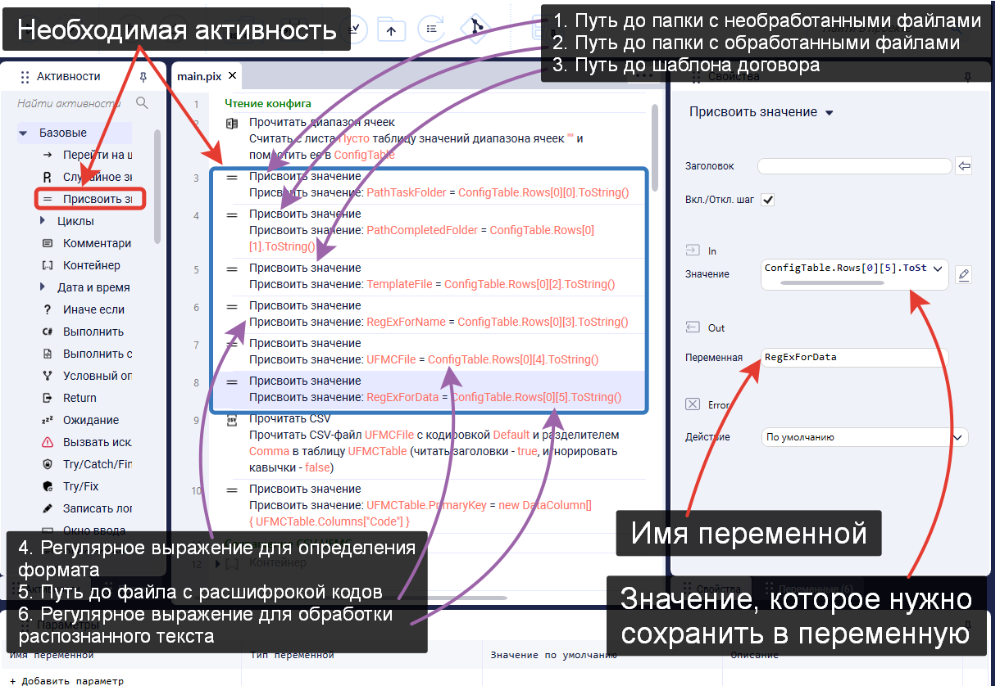 Необходимая активность
1. Путь до папки с необработанными файлами
2. Путь до папки с обработанными файлами
3. Путь до шаблона договора
Активности
main.pix
Свойства
Найти активности
Базовые
Перейти на ш
Случайное зн
Присвоить зн
Циклы
Комментари
Контейнер
Дата и время
Иначе если
Выполнить
Выполнить с
Условный оп
Return
Ожидание
Вызвать искл
Try/Catch/Fin
Try/Fix
Записать лог
Окно ввода
1 Чтение конфига
2 Прочитать диапазон ячеек
Считать с листа Пусто таблицу значений диапазона ячеек "" и
поместить ее в ConfigTable
3 Присвоить значение
Присвоить значение: PathTaskFolder = ConfigTable.Rows[0][0].ToString()
4 Присвоить значение
Присвоить значение: PathCompletedFolder = ConfigTable.Rows[0]
[1].ToString()
5 Присвоить значение
Присвоить значение: TemplateFile = ConfigTable.Rows[0][2].ToString()
6 Присвоить значение
Присвоить значение: RegExForName = ConfigTable.Rows[0][3].ToString()
7 Присвоить значение
Присвоить значение: UFMCFile = ConfigTable.Rows[0][4].ToString()
8 Присвоить значение
Присвоить значение: RegExForData = ConfigTable.Rows[0][5].ToString()
9 Прочитать CSV
Прочитать CSV-файл UFMCFile с кодировкой Default и разделителем
Comma в таблицу UFMCTable (читать заголовки - true, игнорировать
кавычки - false)
10 Присвоить значение
Присвоить значение: UFMCTable.PrimaryKey = new DataColumn[]
{ UFMCTable.Columns["Code"] }
12 Контейнер
Присвоить значение
Заголовок
Вкл./Откл. шаг
In
Значение ConfigTable.Rows[0][5].ToSt
Out
Переменная RegExForData
Error
Действие По умолчанию
Имя переменной
4. Регулярное выражение для определения
формата
5. Путь до файла с расшифрокой кодов
6. Регулярное выражение для обработки
распознанного текста
Свойства Переменные (6)
Значение, которое нужно
сохранить в переменную
Параметры
Имя переменной Тип переменной Значение по умолчанию Описание
+ Добавить параметр